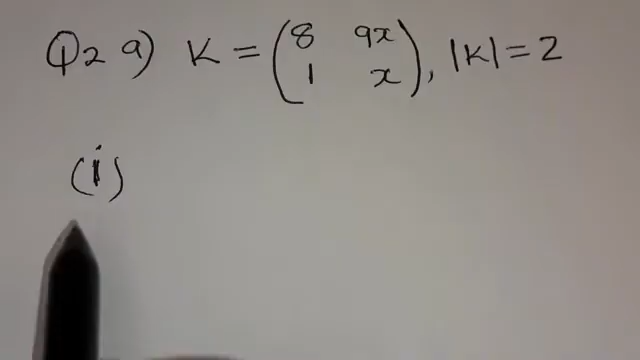 Q2 a) K = (8 9x
1 x), |K| = 2
(i)